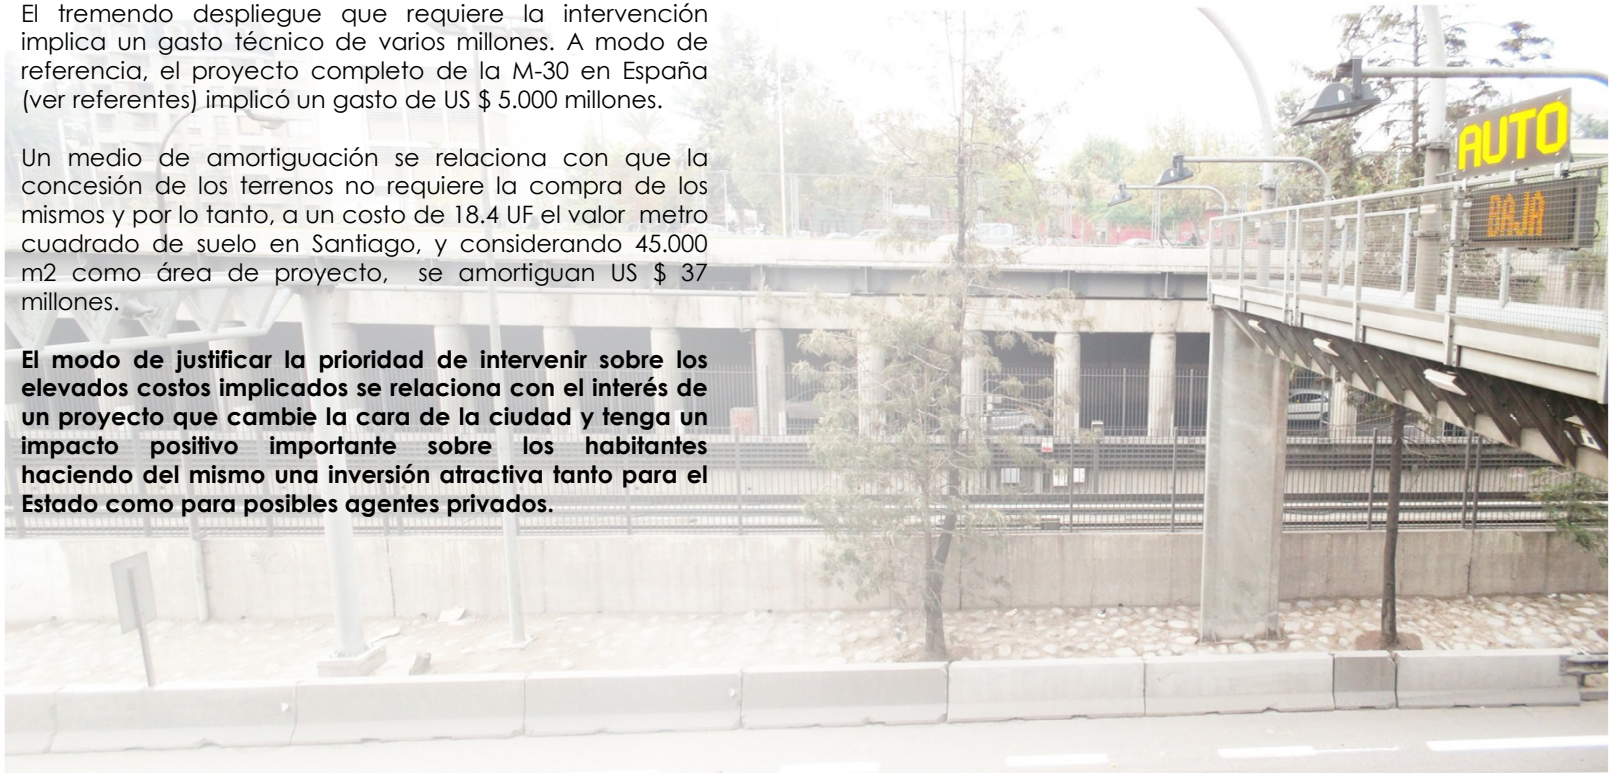 El tremendo despliegue que requiere la intervención
implica un gasto técnico de varios millones. A modo de
referencia, el proyecto completo de la M-30 en España
(ver referentes) implicó un gasto de US $ 5.000 millones.
Un medio de amortiguación se relaciona con que la
concesión de los terrenos no requiere la compra de los
mismos y por lo tanto, a un costo de 18.4 UF el valor metro
cuadrado de suelo en Santiago, y considerando 45.000
m2 como área de proyecto, se amortiguan US $ 37
millones.
El modo de justificar la prioridad de intervenir sobre los
elevados costos implicados se relaciona con el interés de
un proyecto que cambie la cara de la ciudad y tenga un
impacto positivo importante sobre los habitantes
haciendo del mismo una inversión atractiva tanto para el
Estado como para posibles agentes privados.
AUTO
BAJA